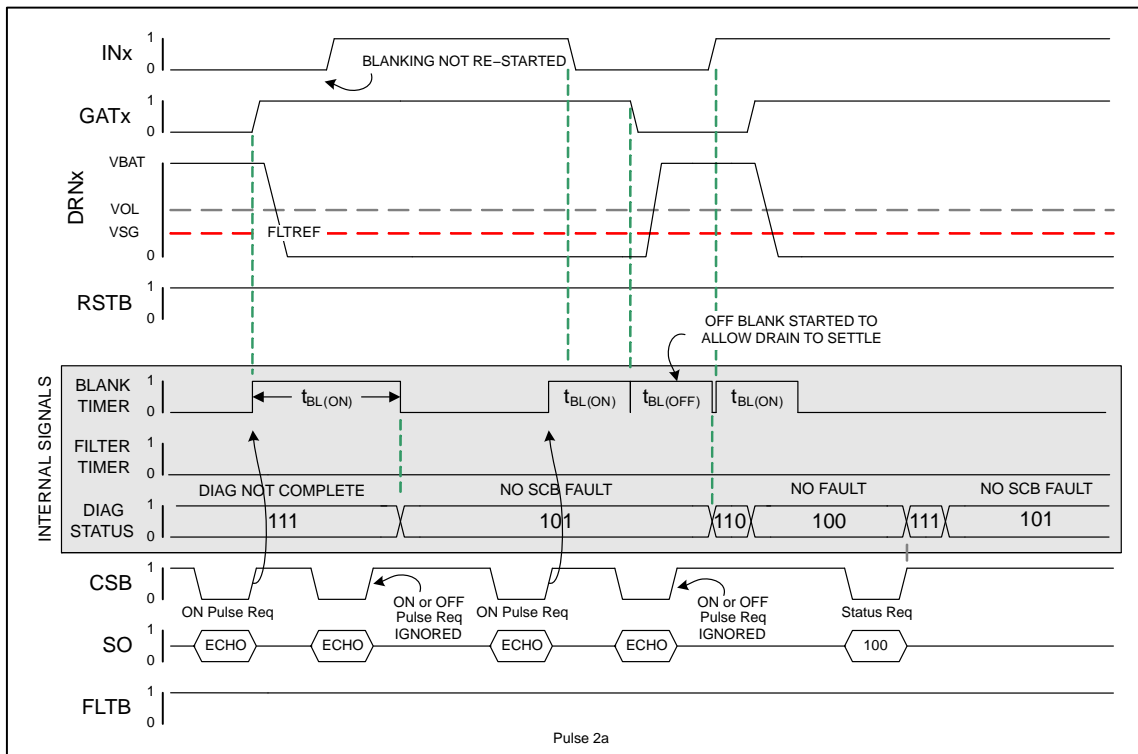 INx
1
0
BLANKING NOT RE−STARTED
GATx
1
0
DRNx
VBAT
VOL
VSG
FLTREF
0
RSTB
1
0
OFF BLANK STARTED TO
ALLOW DRAIN TO SETTLE
INTERNAL SIGNALS
BLANK
TIMER
1
0
tBL(ON)
tBL(ON)
tBL(OFF)
tBL(ON)
FILTER
TIMER
1
0
DIAG NOT COMPLETE
NO SCB FAULT
NO FAULT
NO SCB FAULT
DIAG
STATUS
1
0
111
101
110
100
111
101
CSB
1
0
ON Pulse Req
ON or OFF
Pulse Req
IGNORED
ON Pulse Req
ON or OFF
Pulse Req
IGNORED
Status Req
SO
1
0
ECHO
ECHO
ECHO
ECHO
100
FLTB
1
0
Pulse 2a